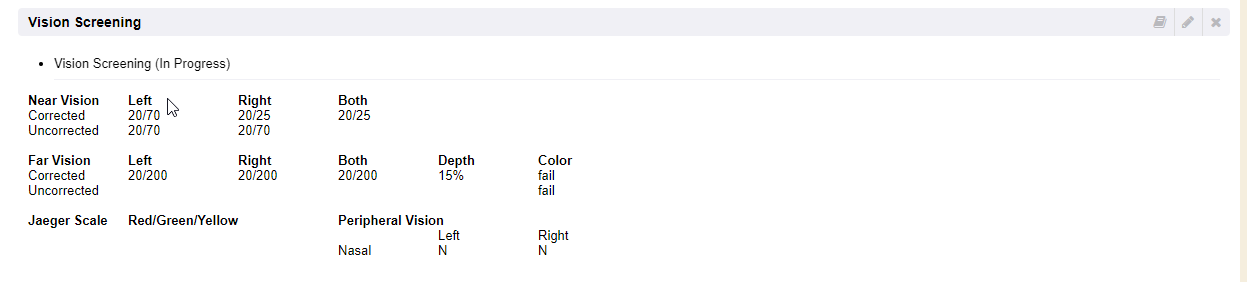 Vision Screening
• Vision Screening (In Progress)
Near Vision Left Right Both
Corrected 20/70 20/25 20/25
Uncorrected 20/70 20/70
Far Vision Left Right Both Depth Color
Corrected 20/200 20/200 20/200 15% fail
Uncorrected fail
Jaeger Scale Red/Green/Yellow Peripheral Vision
Left Right
Nasal N N